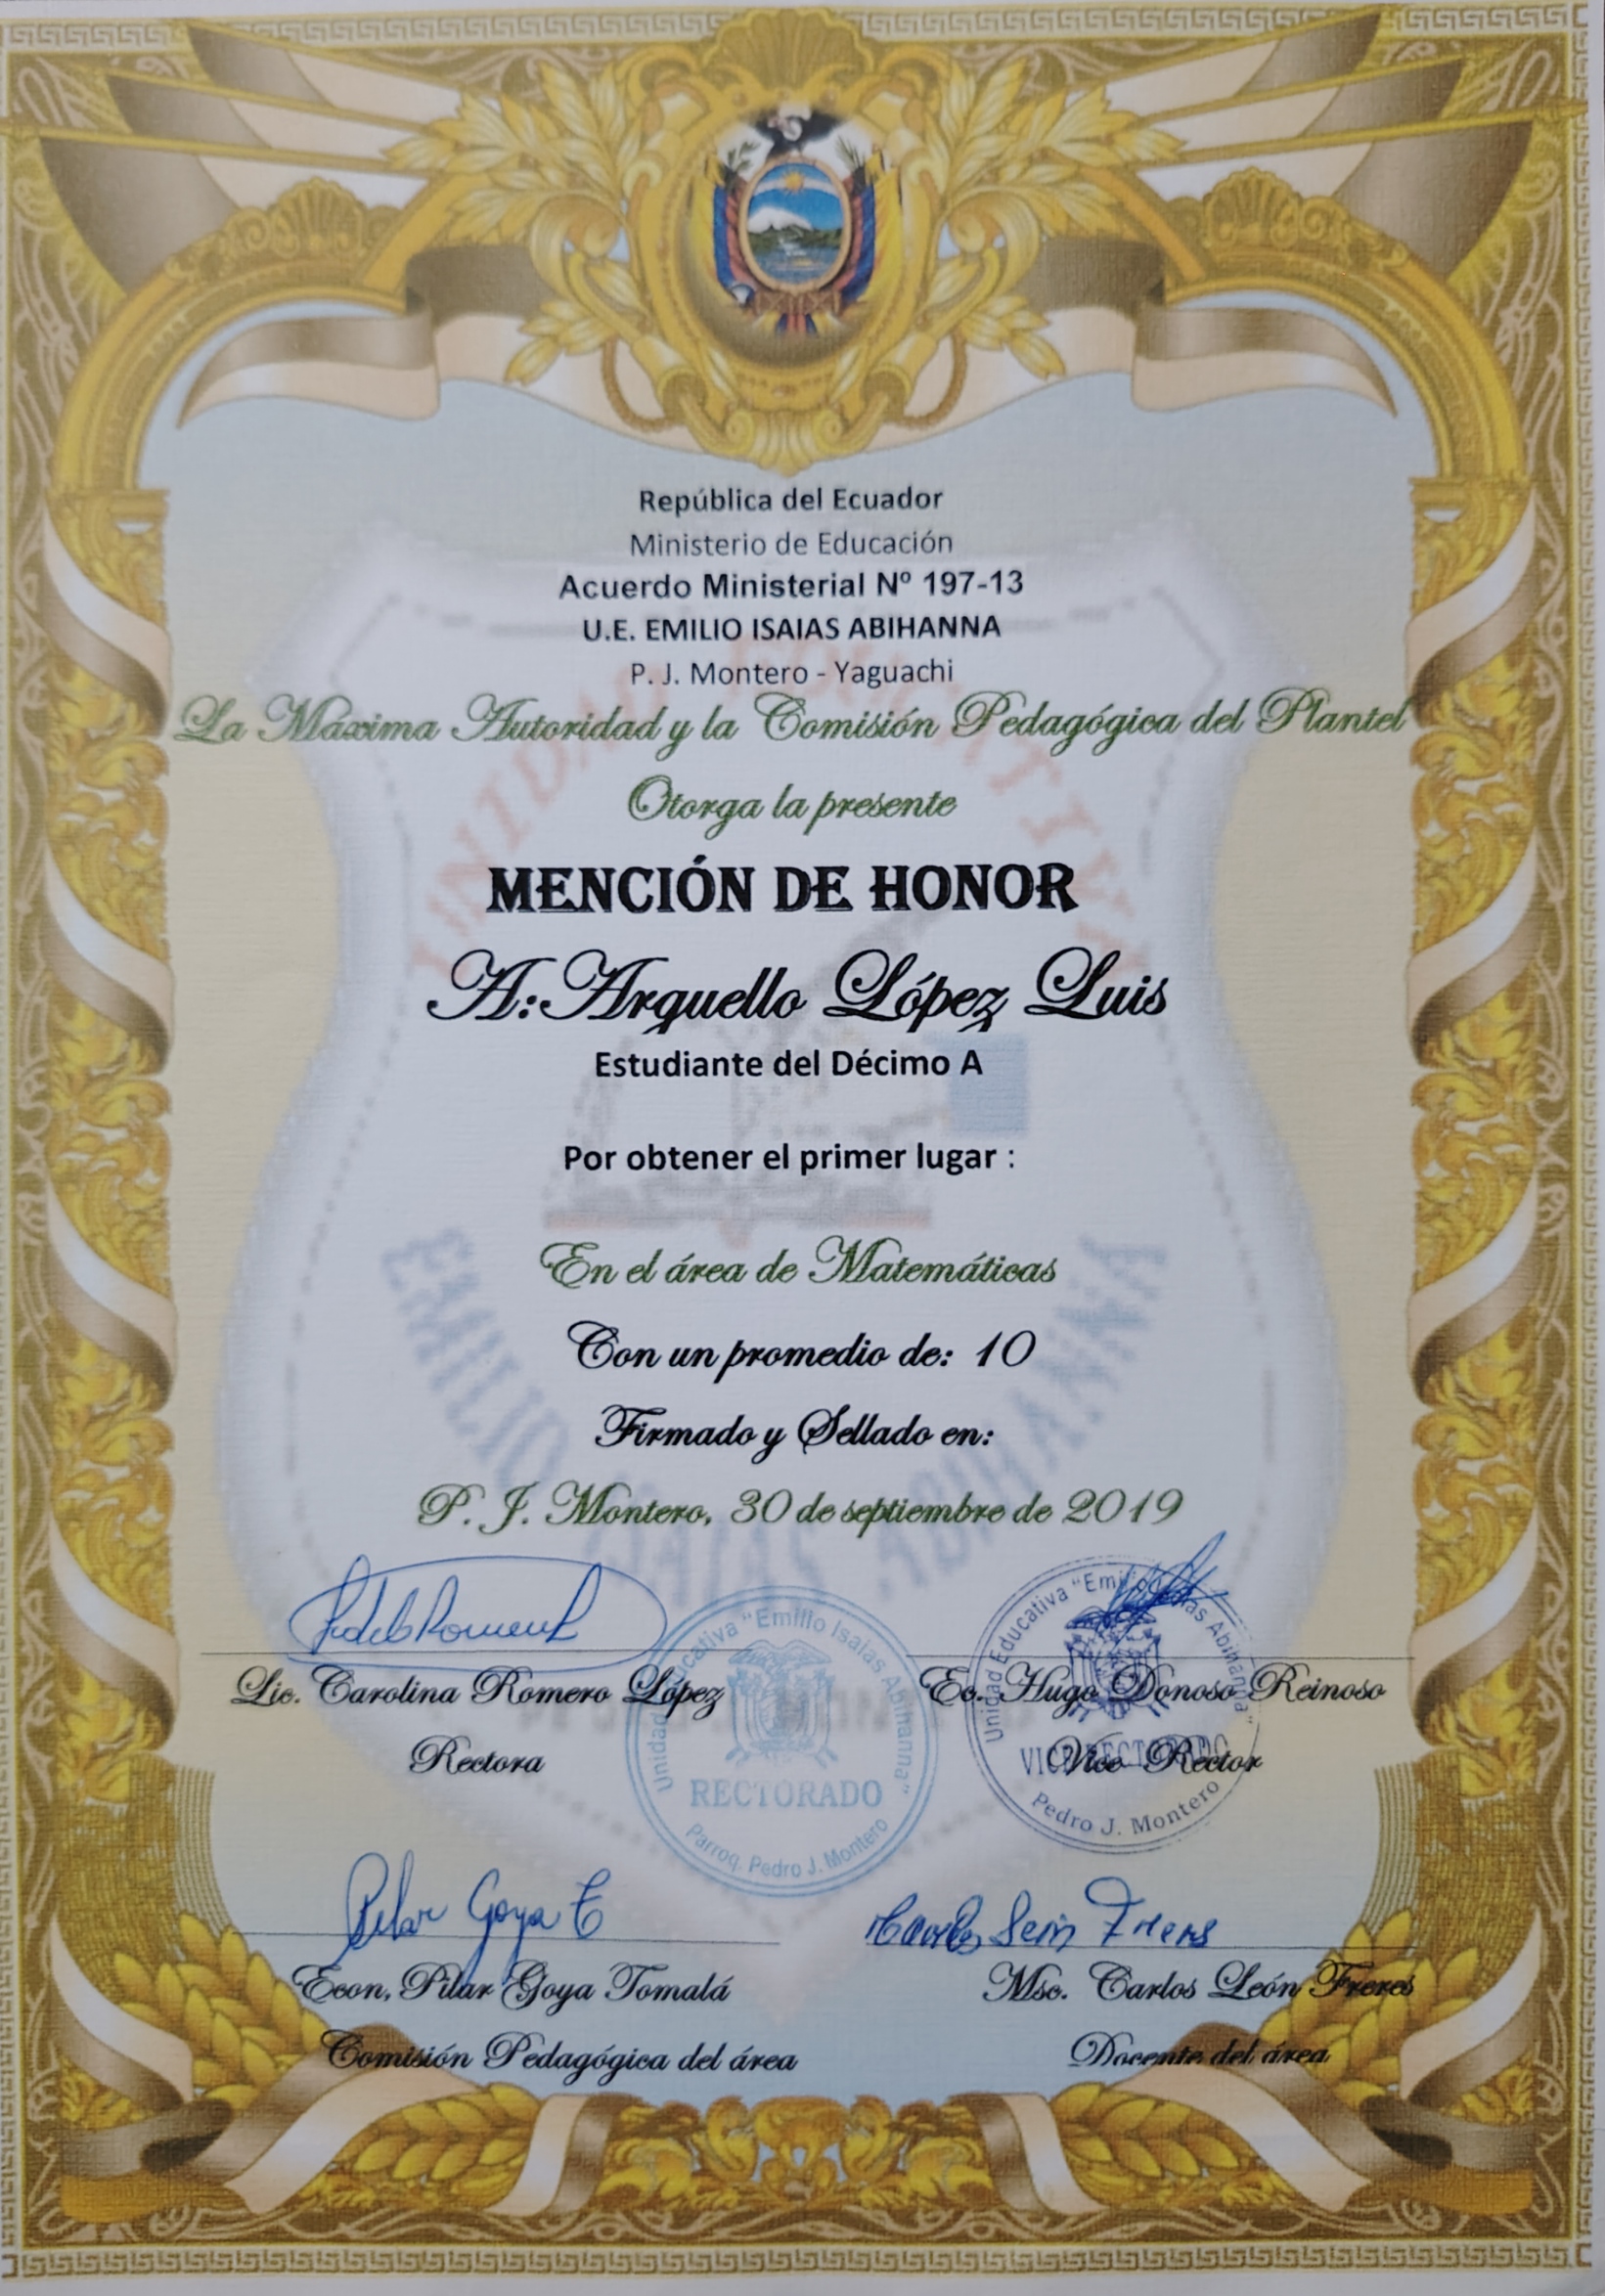 República del Ecuador
Ministerio de Educación
Acuerdo Ministerial Nº 197-13
U.E. EMILIO ISAIAS ABIHANNA
P. J. Montero - Yaguachi
La Máxima Autoridad y la Comisión Pedagógica del Plantel
Otorga la presente
MENCIÓN DE HONOR
A: Arguello López Luis
Estudiante del Décimo A
Por obtener el primer lugar :
En el área de Matemáticas
Con un promedio de: 10
Firmado y Sellado en:
P. J. Montero, 30 de septiembre de 2019
Lic. Carolina Romero López
Ec. Hugo Donoso Reinoso
Rectora
Vice Rector
Unidad Educativa "Emilio Isaias Abihanna"
RECTORADO
Parroq. Pedro J. Montero
Unidad Educativa "Emilio Isaias Abihanna"
VICERRECTORADO
Pedro J. Montero
Pilar Goya T
Carlos León Freres
Econ, Pilar Goya Tomalá
Msc. Carlos León Freres
Comisión Pedagógica del área
Docente del área
UNIDAD EDUCATIVA
EMILIO ISAIAS ABIHANNA